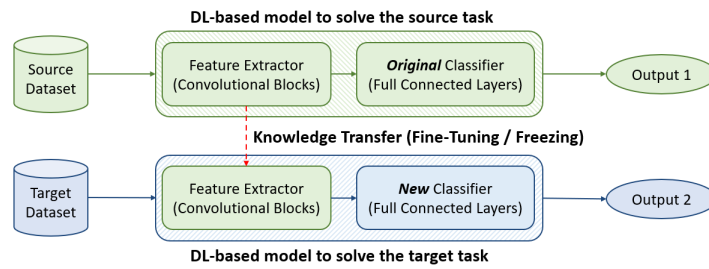 DL-based model to solve the source task
Source
Dataset
Feature Extractor
(Convolutional Blocks)
Original Classifier
(Full Connected Layers)
Output 1
Knowledge Transfer (Fine-Tuning / Freezing)
Target
Dataset
Feature Extractor
(Convolutional Blocks)
New Classifier
(Full Connected Layers)
Output 2
DL-based model to solve the target task